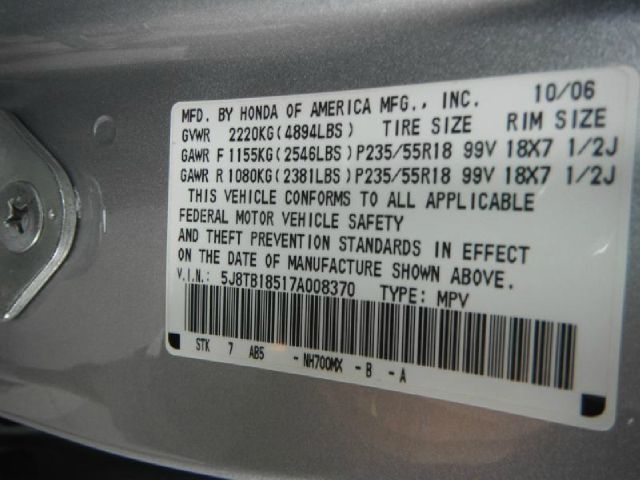 MFD. BY HONDA OF AMERICA MFG., INC. 10/06
GVWR 2220KG(4894LBS) TIRE SIZE RIM SIZE
GAWR F 1155KG(2546LBS)P235/55R18 99V 18X7 1/2J
GAWR R 1080KG(2381LBS)P235/55R18 99V 18X7 1/2J
THIS VEHICLE CONFORMS TO ALL APPLICABLE
FEDERAL MOTOR VEHICLE SAFETY
AND THEFT PREVENTION STANDARDS IN EFFECT
ON THE DATE OF MANUFACTURE SHOWN ABOVE.
V.I.N.: 5J8TB18517A008370 TYPE: MPV
STK 7 AB5 -NH700MX - B - A